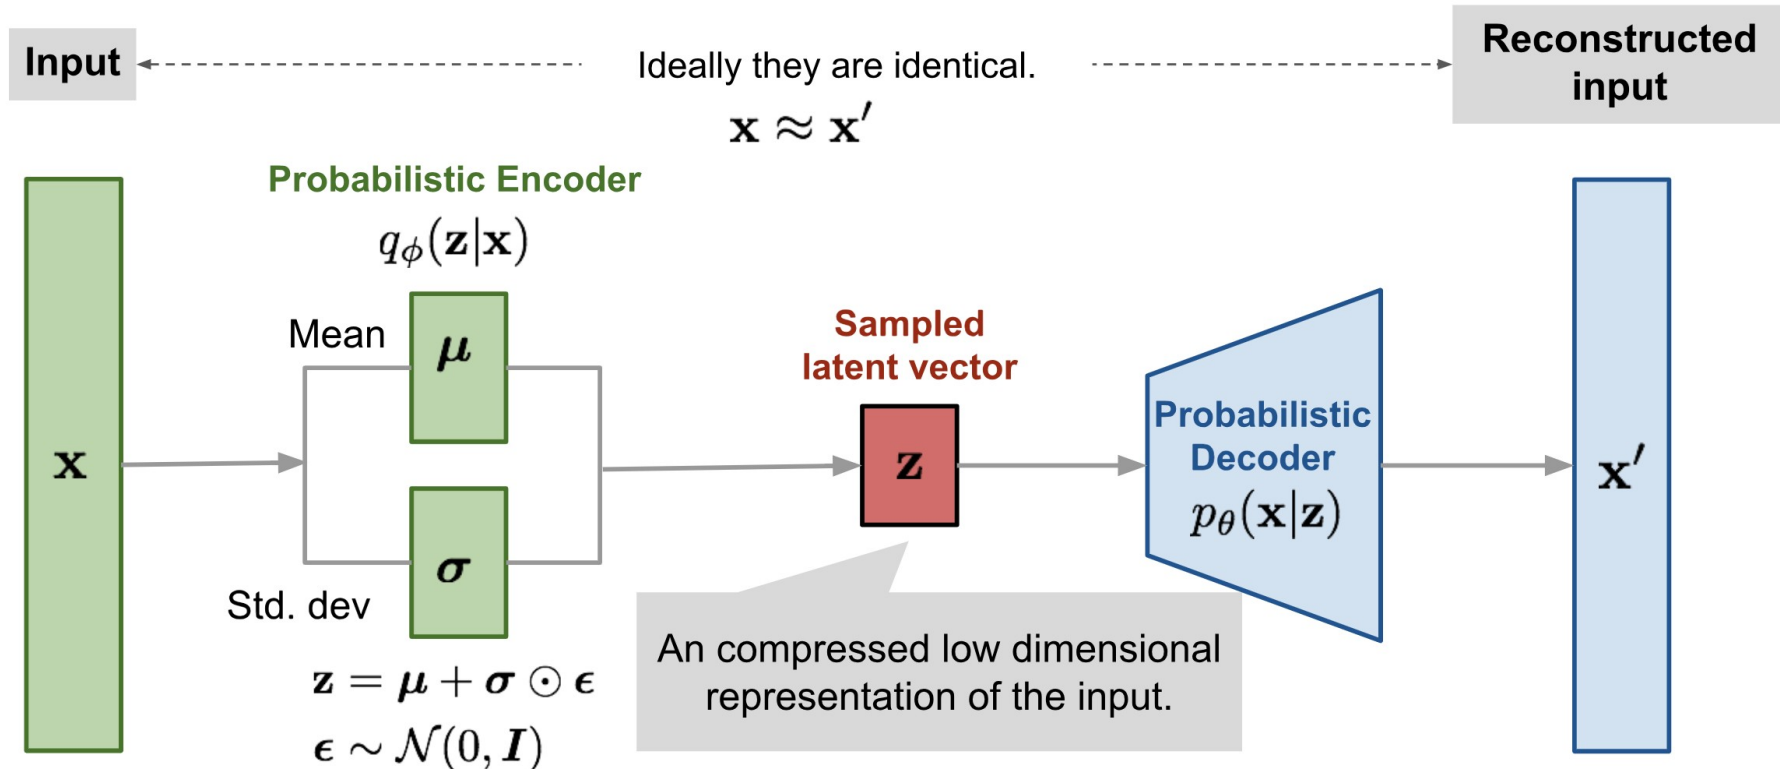 Input
Ideally they are identical.
x ≈ x′
Reconstructed
input
Probabilistic Encoder
qϕ(z|x)
Mean
μ
Sampled
latent vector
x
z
Probabilistic
Decoder
pθ(x|z)
x′
σ
Std. dev
z = μ + σ ⊙ ϵ
ϵ ∼ 𝒩(0, I)
An compressed low dimensional
representation of the input.